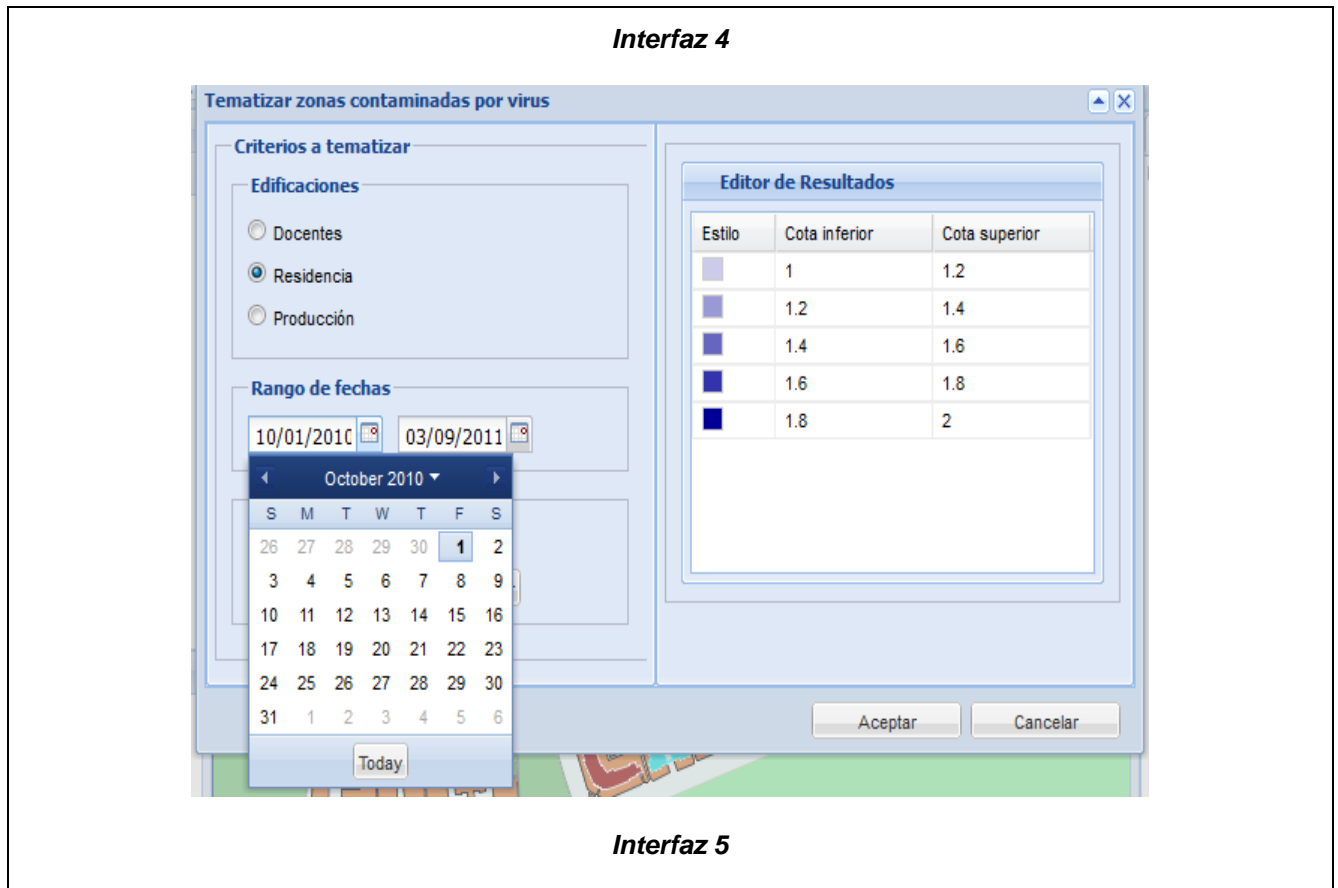 Interfaz 4
Tematizar zonas contaminadas por virus
Criterios a tematizar
Edificaciones
Docentes
Residencia
Producción
Rango de fechas
10/01/2010 03/09/2011
October 2010
S M T W T F S
26 27 28 29 30 1 2
3 4 5 6 7 8 9
10 11 12 13 14 15 16
17 18 19 20 21 22 23
24 25 26 27 28 29 30
31 1 2 3 4 5 6
Today
Editor de Resultados
Estilo Cota inferior Cota superior
1 1.2
1.2 1.4
1.4 1.6
1.6 1.8
1.8 2
Aceptar Cancelar
Interfaz 5